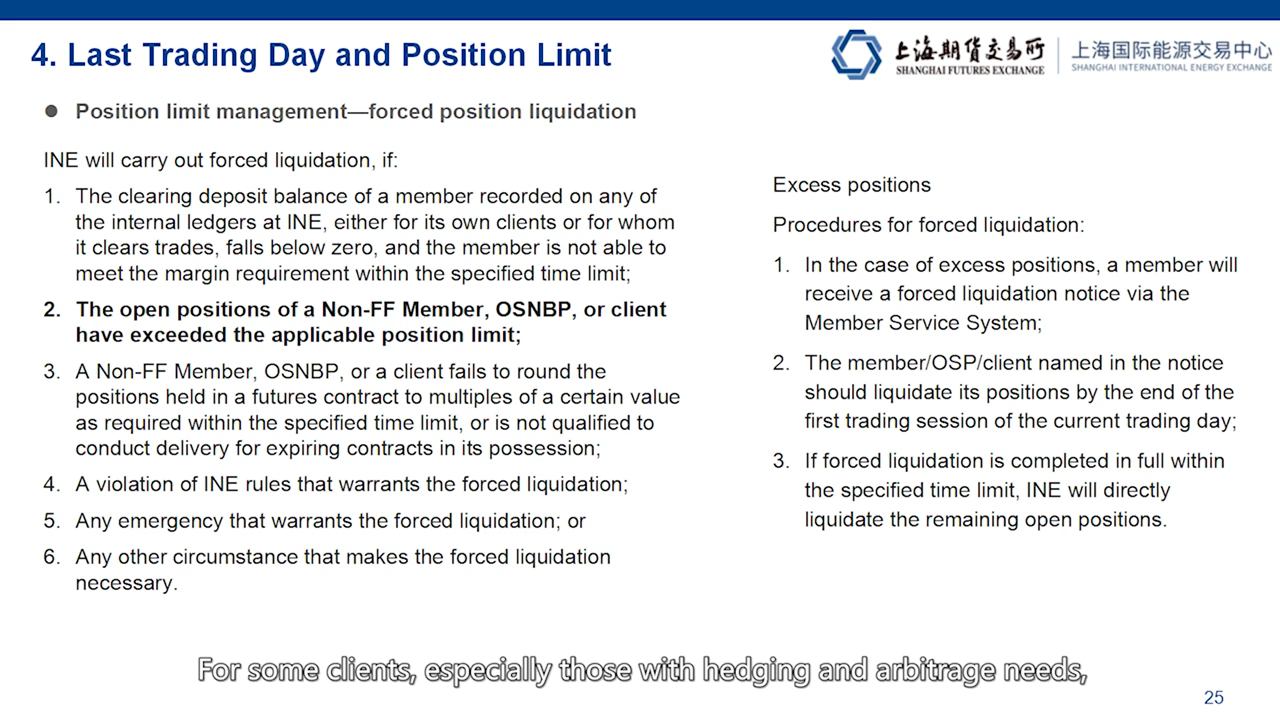 4. Last Trading Day and Position Limit
上海期货交易所
SHANGHAI FUTURES EXCHANGE
上海国际能源交易中心
SHANGHAI INTERNATIONAL ENERGY EXCHANGE
● Position limit management—forced position liquidation
INE will carry out forced liquidation, if:
1. The clearing deposit balance of a member recorded on any of
the internal ledgers at INE, either for its own clients or for whom
it clears trades, falls below zero, and the member is not able to
meet the margin requirement within the specified time limit;
2. The open positions of a Non-FF Member, OSNBP, or client
have exceeded the applicable position limit;
3. A Non-FF Member, OSNBP, or a client fails to round the
positions held in a futures contract to multiples of a certain value
as required within the specified time limit, or is not qualified to
conduct delivery for expiring contracts in its possession;
4. A violation of INE rules that warrants the forced liquidation;
5. Any emergency that warrants the forced liquidation; or
6. Any other circumstance that makes the forced liquidation
necessary.
Excess positions
Procedures for forced liquidation:
1. In the case of excess positions, a member will
receive a forced liquidation notice via the
Member Service System;
2. The member/OSP/client named in the notice
should liquidate its positions by the end of the
first trading session of the current trading day;
3. If forced liquidation is completed in full within
the specified time limit, INE will directly
liquidate the remaining open positions.
For some clients, especially those with hedging and arbitrage needs,
25